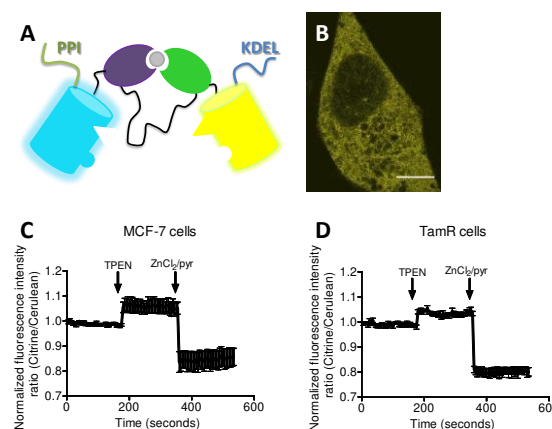 A
PPI
KDEL
B
C
MCF-7 cells
Normalized fluorescence intensity
ratio (Citrine/Cerulean)
TPEN
ZnCl2/pyr
1.2
1.1
1.0
0.9
0.8
0.7
0
200
400
600
Time (seconds)
D
TamR cells
Normalized fluorescence intensity
ratio (Citrine/Cerulean)
TPEN
ZnCl2/pyr
1.2
1.1
1.0
0.9
0.8
0.7
0
200
400
Time (seconds)